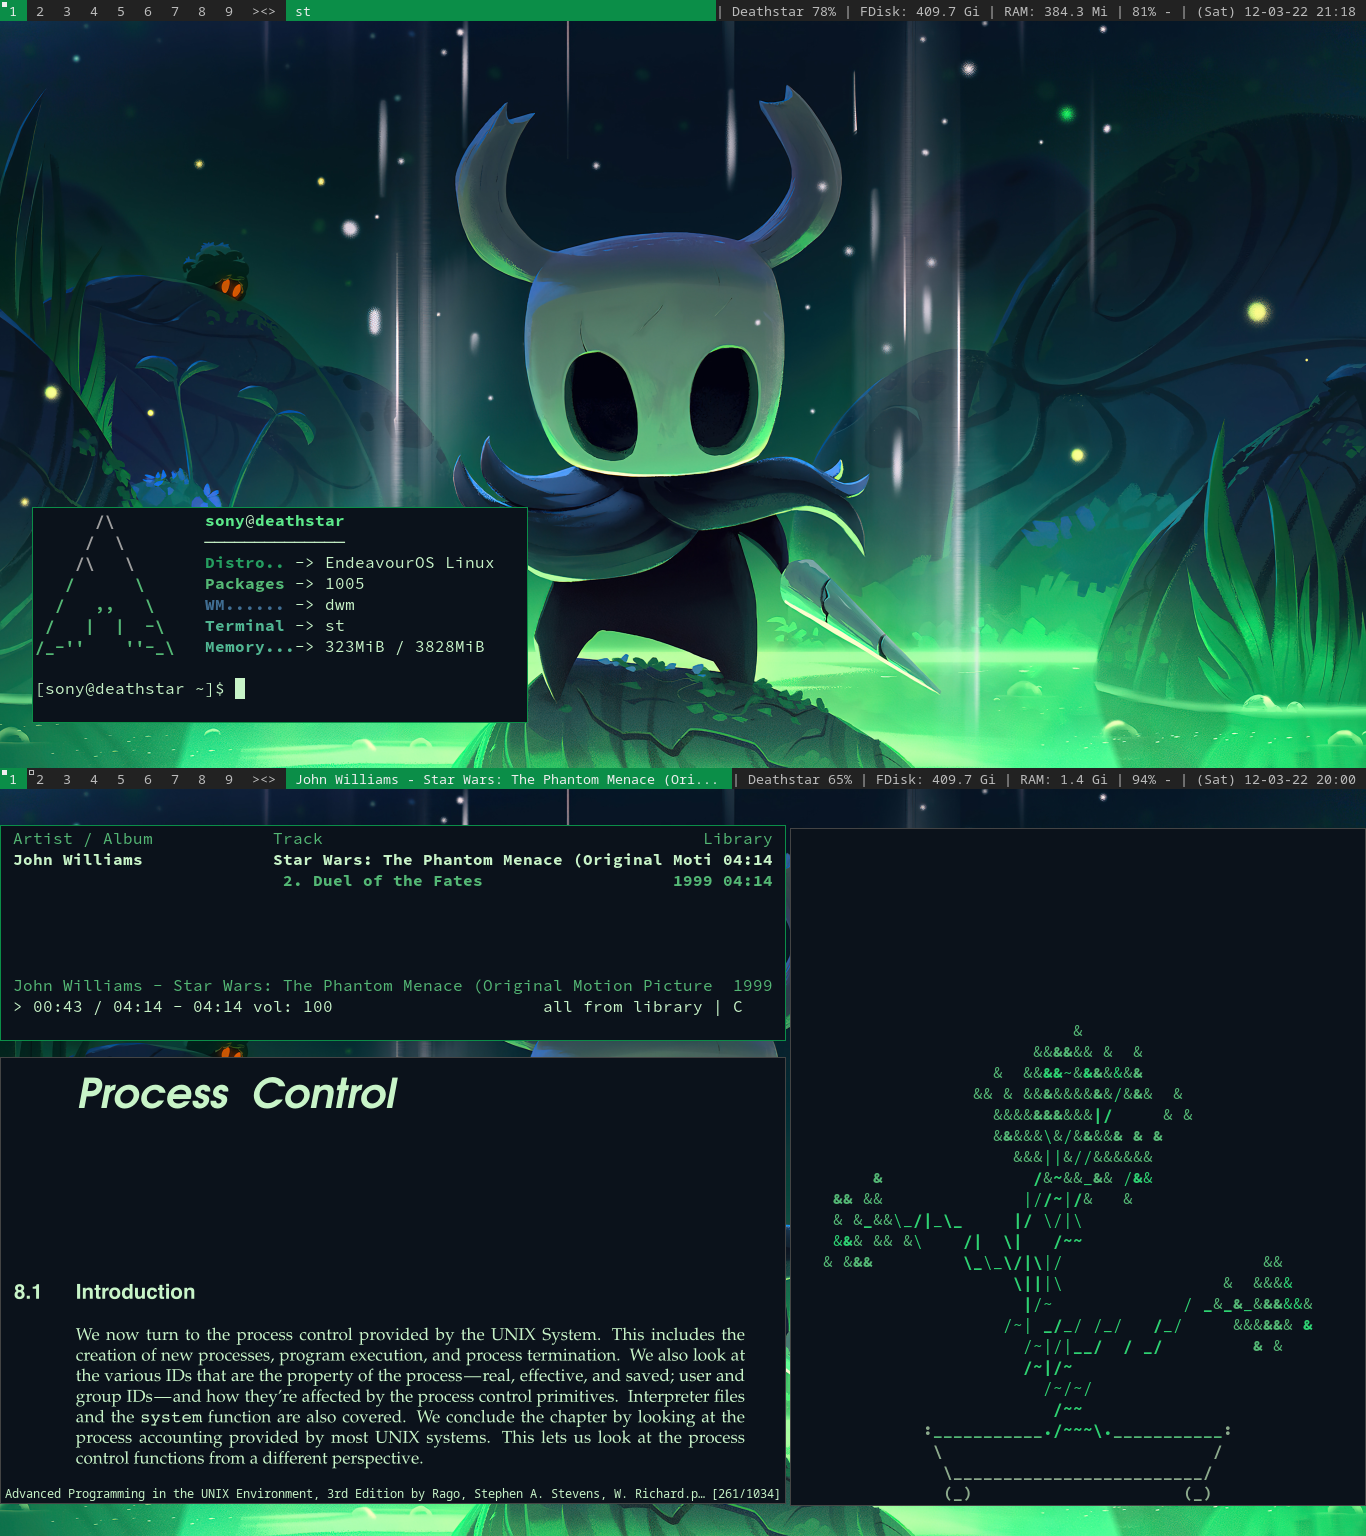 1 2 3 4 5 6 7 8 9 ><> st | Deathstar 78% | FDisk: 409.7 Gi | RAM: 384.3 Mi | 81% - | (Sat) 12-03-22 21:18
sony@deathstar
Distro.. -> EndeavourOS Linux
Packages -> 1005
WM...... -> dwm
Terminal -> st
Memory...-> 323MiB / 3828MiB
[sony@deathstar ~]$
1 2 3 4 5 6 7 8 9 ><> John Williams - Star Wars: The Phantom Menace (Ori... | Deathstar 65% | FDisk: 409.7 Gi | RAM: 1.4 Gi | 94% - | (Sat) 12-03-22 20:00
Artist / Album Track Library
John Williams Star Wars: The Phantom Menace (Original Moti 04:14
2. Duel of the Fates 1999 04:14
John Williams - Star Wars: The Phantom Menace (Original Motion Picture 1999
> 00:43 / 04:14 - 04:14 vol: 100 all from library | C
Process Control
8.1 Introduction
We now turn to the process control provided by the UNIX System. This includes the
creation of new processes, program execution, and process termination. We also look at
the various IDs that are the property of the process—real, effective, and saved; user and
group IDs—and how they're affected by the process control primitives. Interpreter files
and the system function are also covered. We conclude the chapter by looking at the
process accounting provided by most UNIX systems. This lets us look at the process
control functions from a different perspective.
Advanced Programming in the UNIX Environment, 3rd Edition by Rago, Stephen A. Stevens, W. Richard.p… [261/1034]